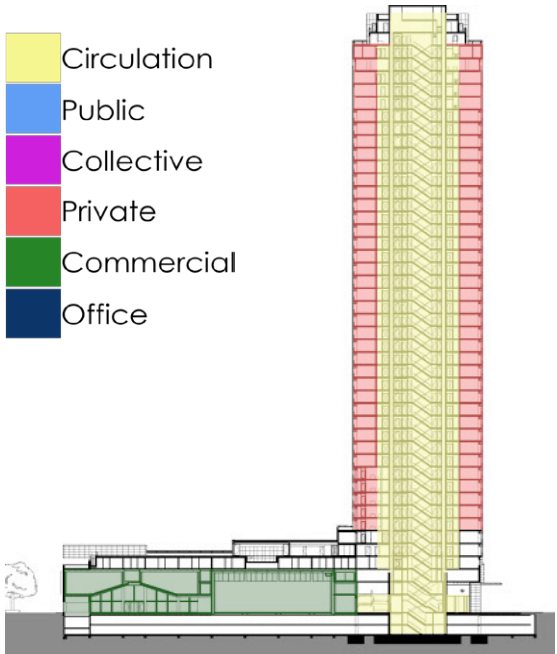 Circulation
Public
Collective
Private
Commercial
Office